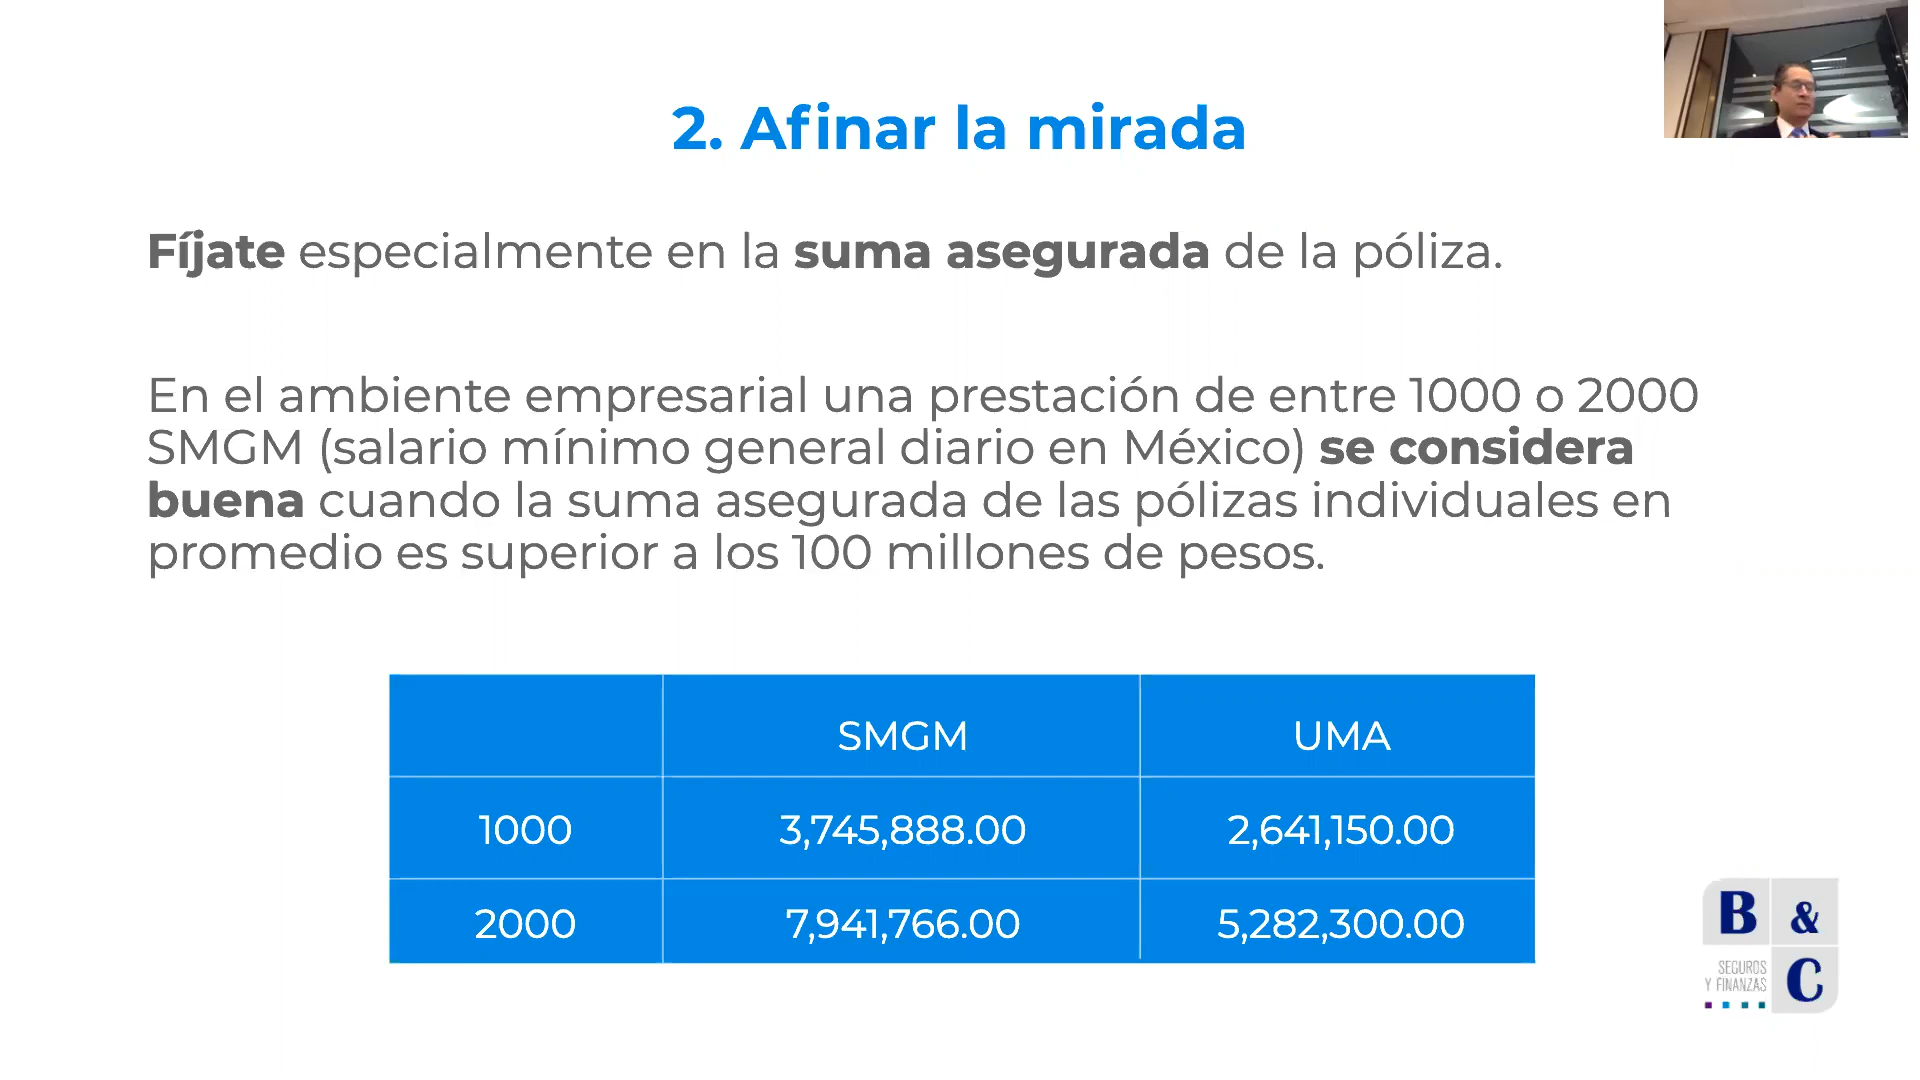 2. Afinar la mirada
Fíjate especialmente en la suma asegurada de la póliza.
En el ambiente empresarial una prestación de entre 1000 o 2000
SMGM (salario mínimo general diario en México) se considera
buena cuando la suma asegurada de las pólizas individuales en
promedio es superior a los 100 millones de pesos.
SMGM UMA
1000 3,745,888.00 2,641,150.00
2000 7,941,766.00 5,282,300.00
B &
SEGUROS
Y FINANZAS
C